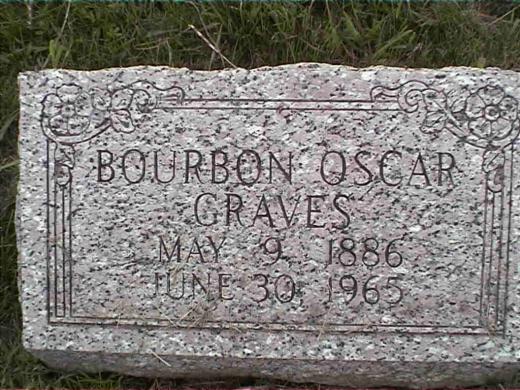 BOURBON OSCAR
GRAVES
MAY 9 1886
JUNE 30, 1965